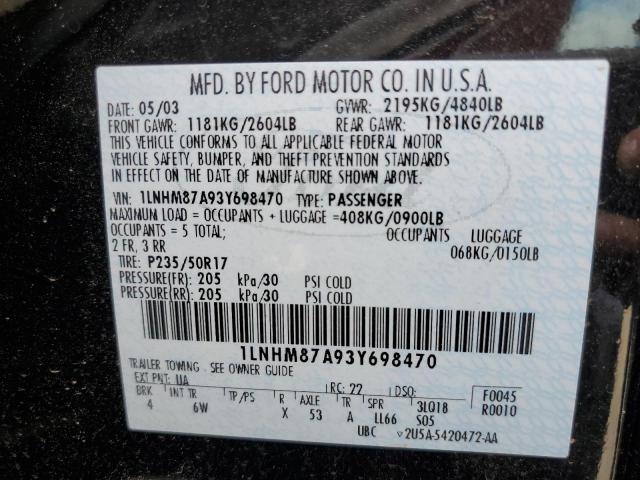 MFD. BY FORD MOTOR CO. IN U.S.A.
DATE: 05/03 GVWR: 2195KG/4840LB
FRONT GAWR: 1181KG/2604LB REAR GAWR: 1181KG/2604LB
THIS VEHICLE CONFORMS TO ALL APPLICABLE FEDERAL MOTOR
VEHICLE SAFETY, BUMPER, AND THEFT PREVENTION STANDARDS
IN EFFECT ON THE DATE OF MANUFACTURE SHOWN ABOVE.
VIN: 1LNHM87A93Y698470 TYPE: PASSENGER
MAXIMUM LOAD = OCCUPANTS + LUGGAGE =408KG/0900LB
OCCUPANTS = 5 TOTAL; OCCUPANTS LUGGAGE
2 FR, 3 RR 068KG/0150LB
TIRE: P235/50R17
PRESSURE(FR): 205 kPa/30 PSI COLD
PRESSURE(RR): 205 kPa/30 PSI COLD
1LNHM87A93Y698470
TRAILER TOWING - SEE OWNER GUIDE
EXT PNT: UA RC: 22 DSO: F0045
BRK INT TR TP/PS R AXLE TR SPR 3LQ18 R0010
4 6W X 53 A LL66 S05
UBC ▽2U5A-5420472-AA